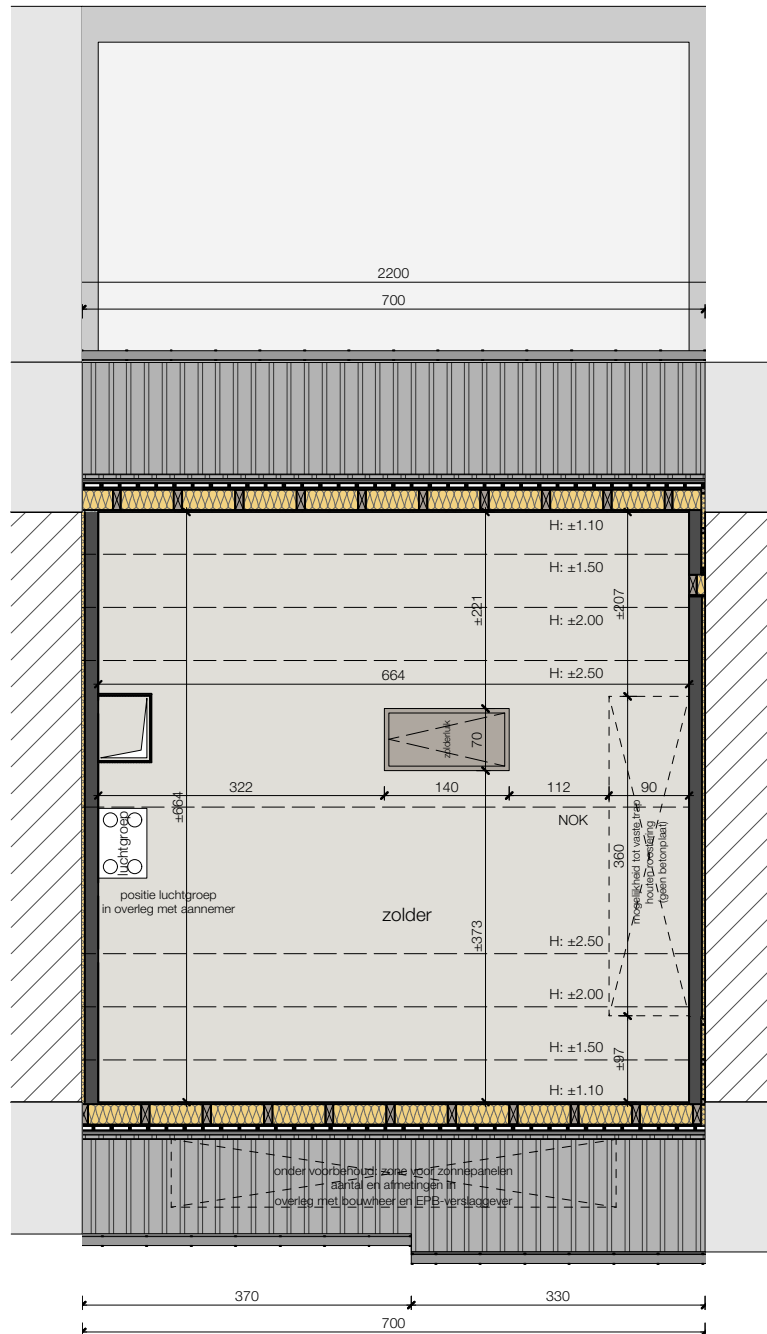 2200
700
H: ±1.10
H: ±1.50
±221
±207
H: ±2.00
H: ±2.50
664
zolderluik
70
322
140
112
90
±664
NOK
luchtgroep
positie luchtgroep
in overleg met aannemer
360
mogelijkheid tot vaste trap
houten roostering
(geen betonplaat)
zolder
±373
H: ±2.50
H: ±2.00
H: ±1.50
±97
H: ±1.10
onder voorbehoud: zone voor zonnepanelen
aantal en afmetingen in
overleg met bouwheer en EPB-verslaggever
370
330
700